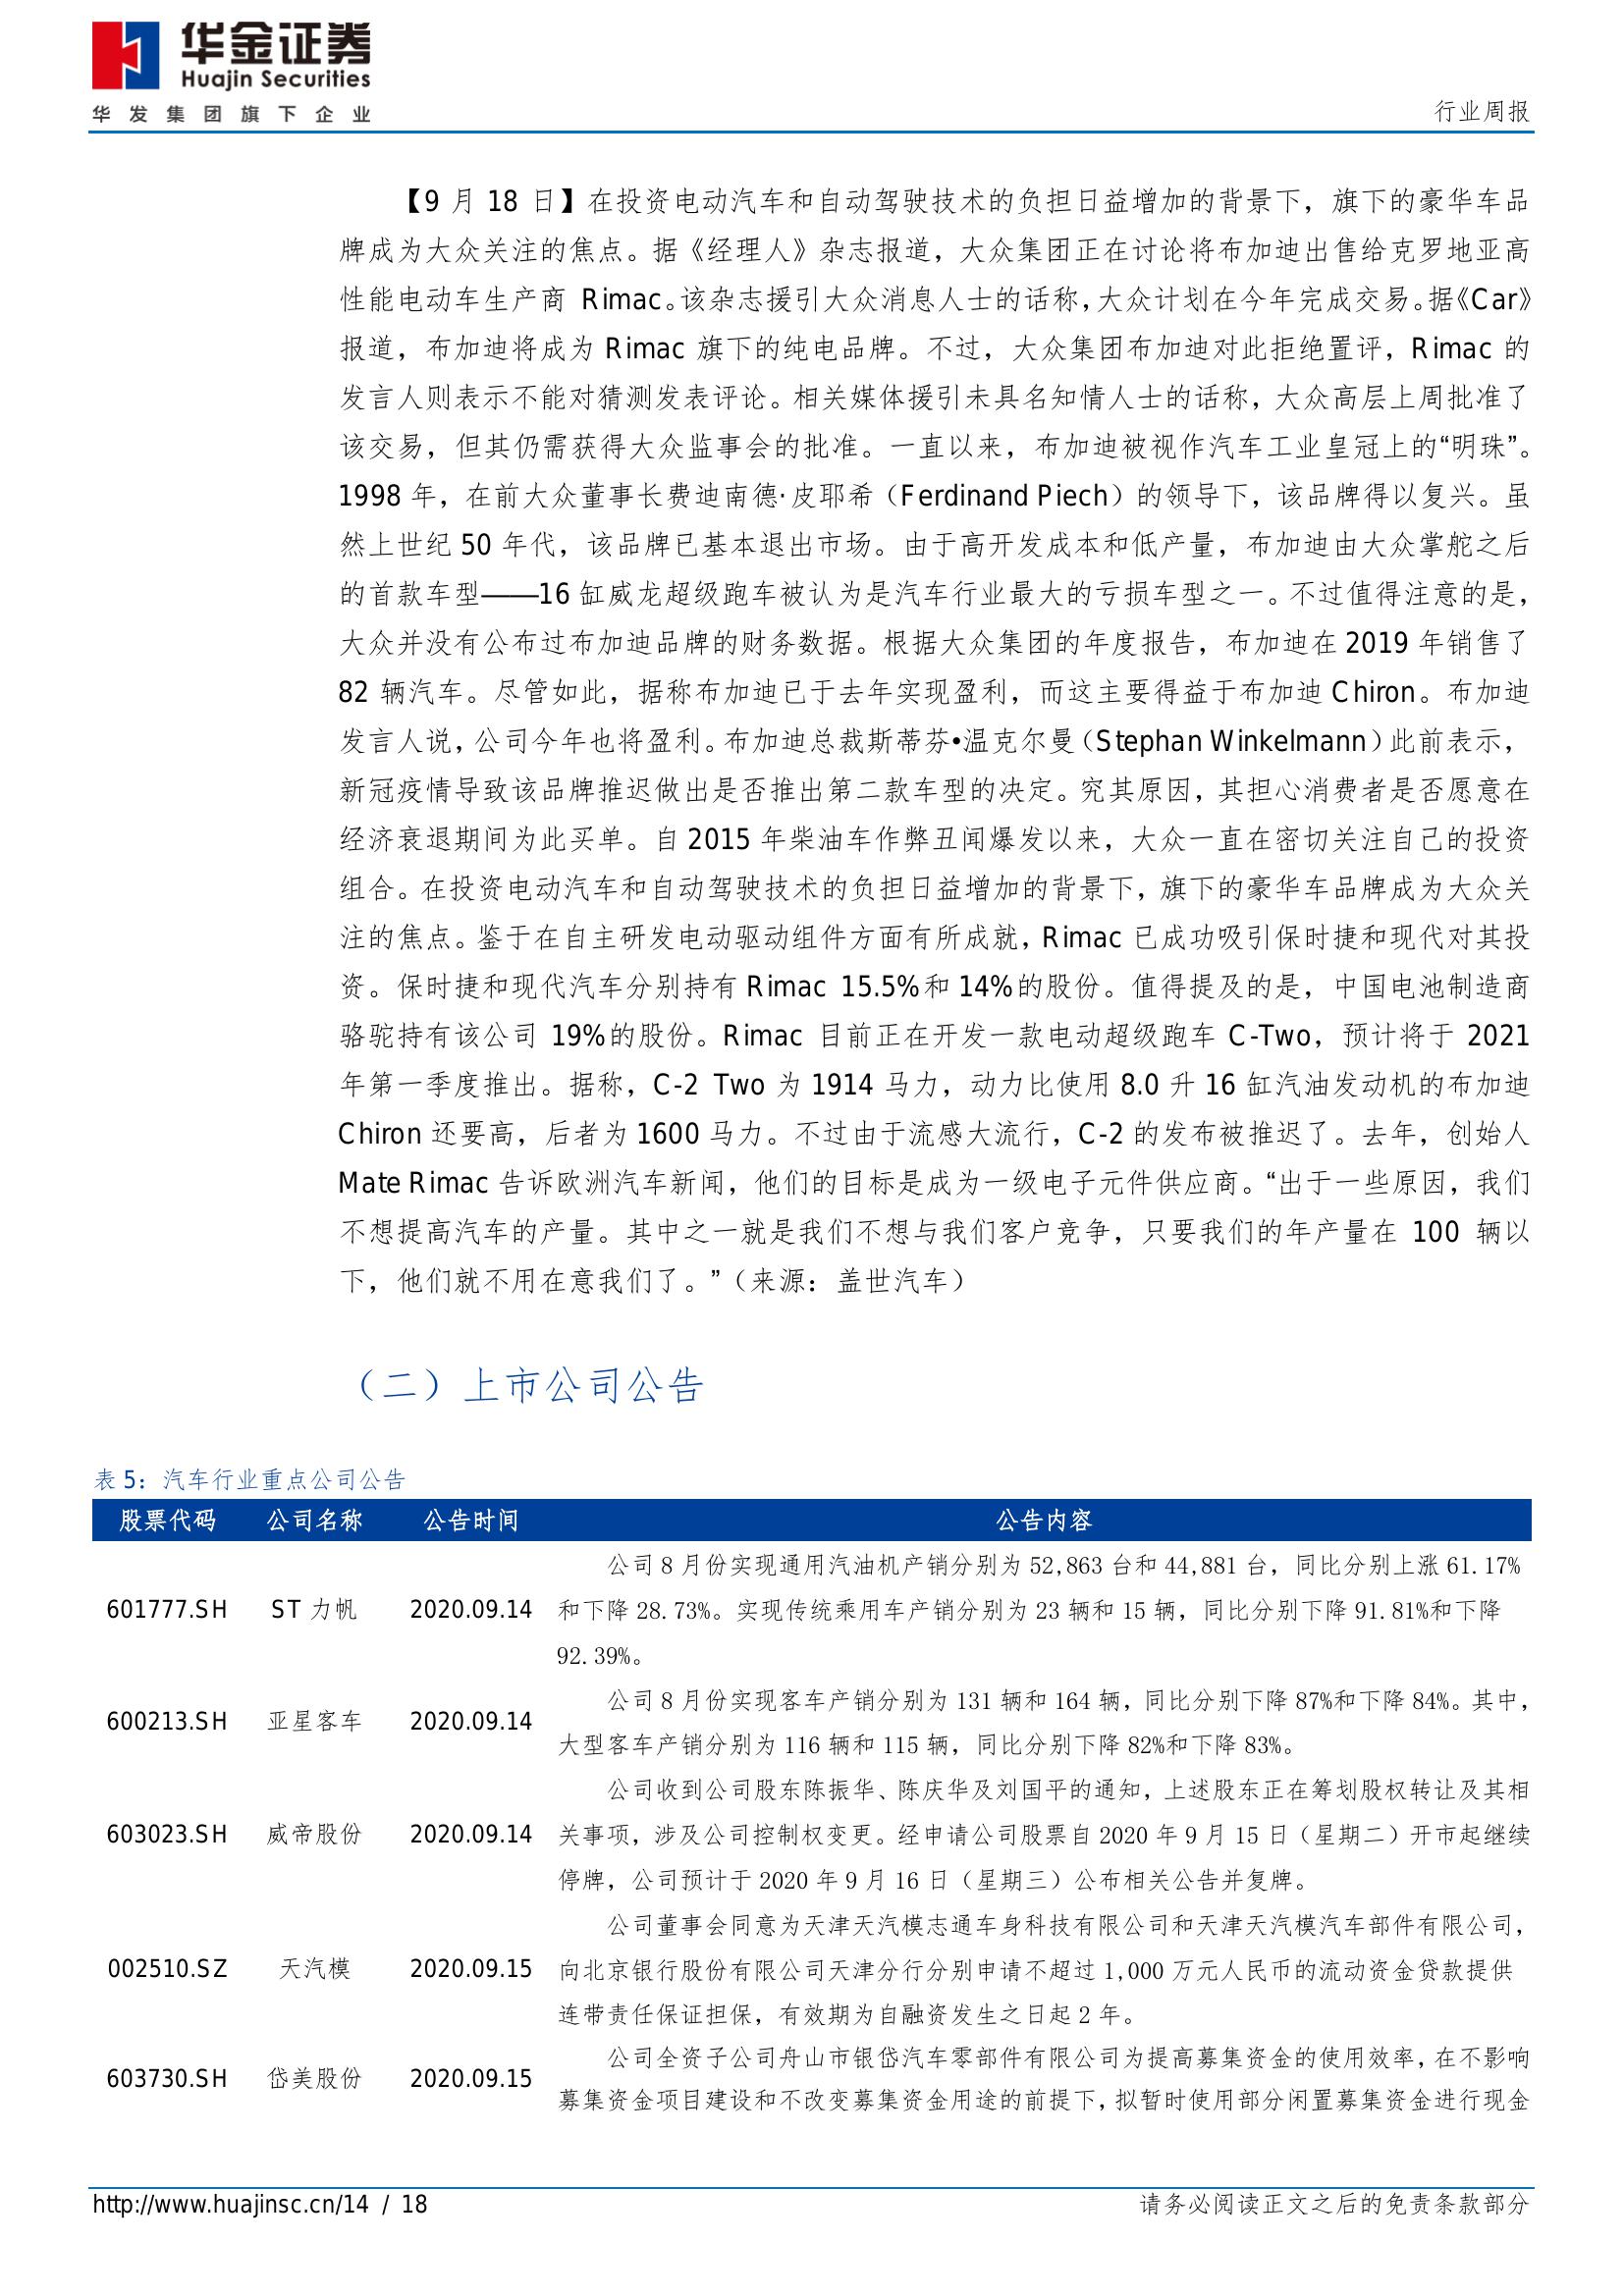 华金证券
Huajin Securities
华发集团旗下企业
行业周报
【9 月 18 日】在投资电动汽车和自动驾驶技术的负担日益增加的背景下，旗下的豪华车品
牌成为大众关注的焦点。据《经理人》杂志报道，大众集团正在讨论将布加迪出售给克罗地亚高
性能电动车生产商 Rimac。该杂志援引大众消息人士的话称，大众计划在今年完成交易。据《Car》
报道，布加迪将成为 Rimac 旗下的纯电品牌。不过，大众集团布加迪对此拒绝置评，Rimac 的
发言人则表示不能对猜测发表评论。相关媒体援引未具名知情人士的话称，大众高层上周批准了
该交易，但其仍需获得大众监事会的批准。一直以来，布加迪被视作汽车工业皇冠上的“明珠”。
1998 年，在前大众董事长费迪南德·皮耶希（Ferdinand Piech）的领导下，该品牌得以复兴。虽
然上世纪 50 年代，该品牌已基本退出市场。由于高开发成本和低产量，布加迪由大众掌舵之后
的首款车型——16 缸威龙超级跑车被认为是汽车行业最大的亏损车型之一。不过值得注意的是，
大众并没有公布过布加迪品牌的财务数据。根据大众集团的年度报告，布加迪在 2019 年销售了
82 辆汽车。尽管如此，据称布加迪已于去年实现盈利，而这主要得益于布加迪 Chiron。布加迪
发言人说，公司今年也将盈利。布加迪总裁斯蒂芬•温克尔曼（Stephan Winkelmann）此前表示，
新冠疫情导致该品牌推迟做出是否推出第二款车型的决定。究其原因，其担心消费者是否愿意在
经济衰退期间为此买单。自 2015 年柴油车作弊丑闻爆发以来，大众一直在密切关注自己的投资
组合。在投资电动汽车和自动驾驶技术的负担日益增加的背景下，旗下的豪华车品牌成为大众关
注的焦点。鉴于在自主研发电动驱动组件方面有所成就，Rimac 已成功吸引保时捷和现代对其投
资。保时捷和现代汽车分别持有 Rimac 15.5%和 14%的股份。值得提及的是，中国电池制造商
骆驼持有该公司 19%的股份。Rimac 目前正在开发一款电动超级跑车 C-Two，预计将于 2021
年第一季度推出。据称，C-2 Two 为 1914 马力，动力比使用 8.0 升 16 缸汽油发动机的布加迪
Chiron 还要高，后者为 1600 马力。不过由于流感大流行，C-2 的发布被推迟了。去年，创始人
Mate Rimac 告诉欧洲汽车新闻，他们的目标是成为一级电子元件供应商。“出于一些原因，我们
不想提高汽车的产量。其中之一就是我们不想与我们客户竞争，只要我们的年产量在 100 辆以
下，他们就不用在意我们了。”（来源：盖世汽车）
（二）上市公司公告
表 5：汽车行业重点公司公告
股票代码 公司名称 公告时间 公告内容
公司 8 月份实现通用汽油机产销分别为 52,863 台和 44,881 台，同比分别上涨 61.17%
601777.SH ST 力帆 2020.09.14 和下降 28.73%。实现传统乘用车产销分别为 23 辆和 15 辆，同比分别下降 91.81%和下降
92.39%。
公司 8 月份实现客车产销分别为 131 辆和 164 辆，同比分别下降 87%和下降 84%。其中，
600213.SH 亚星客车 2020.09.14
大型客车产销分别为 116 辆和 115 辆，同比分别下降 82%和下降 83%。
公司收到公司股东陈振华、陈庆华及刘国平的通知，上述股东正在筹划股权转让及其相
603023.SH 威帝股份 2020.09.14 关事项，涉及公司控制权变更。经申请公司股票自 2020 年 9 月 15 日（星期二）开市起继续
停牌，公司预计于 2020 年 9 月 16 日（星期三）公布相关公告并复牌。
公司董事会同意为天津天汽模志通车身科技有限公司和天津天汽模汽车部件有限公司，
002510.SZ 天汽模 2020.09.15 向北京银行股份有限公司天津分行分别申请不超过 1,000 万元人民币的流动资金贷款提供
连带责任保证担保，有效期为自融资发生之日起 2 年。
公司全资子公司舟山市银岱汽车零部件有限公司为提高募集资金的使用效率，在不影响
603730.SH 岱美股份 2020.09.15
募集资金项目建设和不改变募集资金用途的前提下，拟暂时使用部分闲置募集资金进行现金
http://www.huajinsc.cn/14 / 18
请务必阅读正文之后的免责条款部分